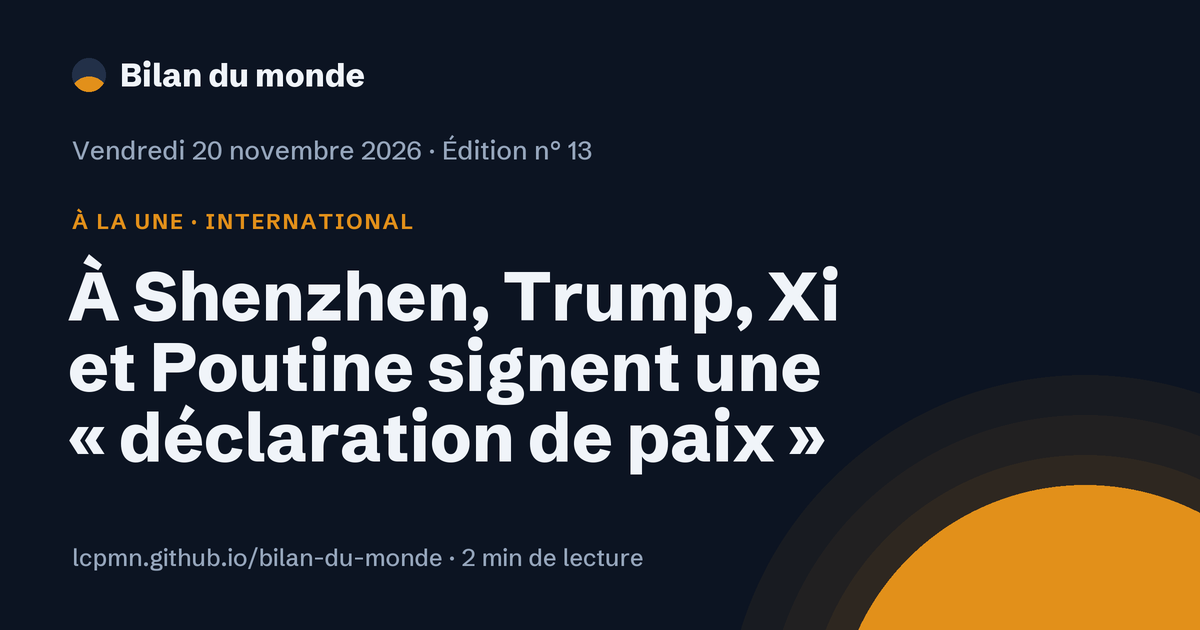 Bilan du monde
Vendredi 20 novembre 2026 · Édition n° 13
À LA UNE · INTERNATIONAL
À Shenzhen, Trump, Xi
et Poutine signent une
« déclaration de paix »
lcpmn.github.io/bilan-du-monde · 2 min de lecture